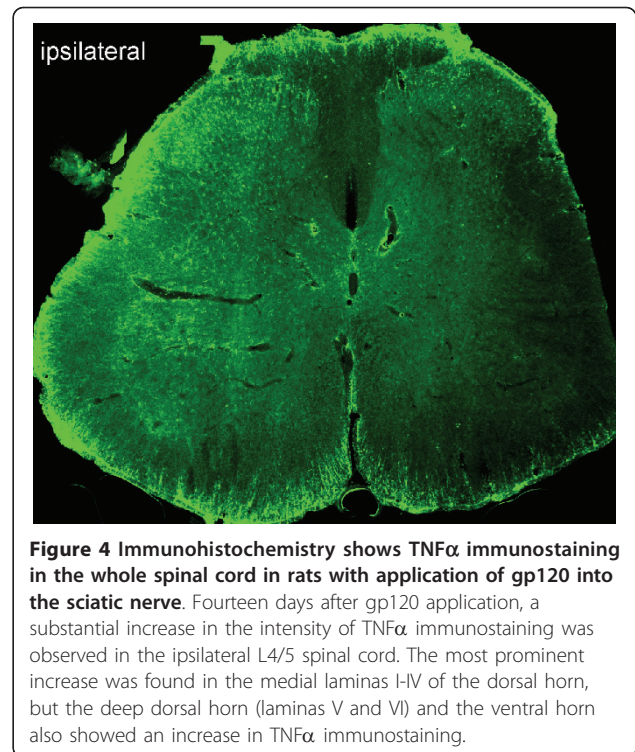 ipsilateral
Figure 4 Immunohistochemistry shows TNFα immunostaining
in the whole spinal cord in rats with application of gp120 into
the sciatic nerve. Fourteen days after gp120 application, a
substantial increase in the intensity of TNFα immunostaining was
observed in the ipsilateral L4/5 spinal cord. The most prominent
increase was found in the medial laminas I-IV of the dorsal horn,
but the deep dorsal horn (laminas V and VI) and the ventral horn
also showed an increase in TNFα immunostaining.